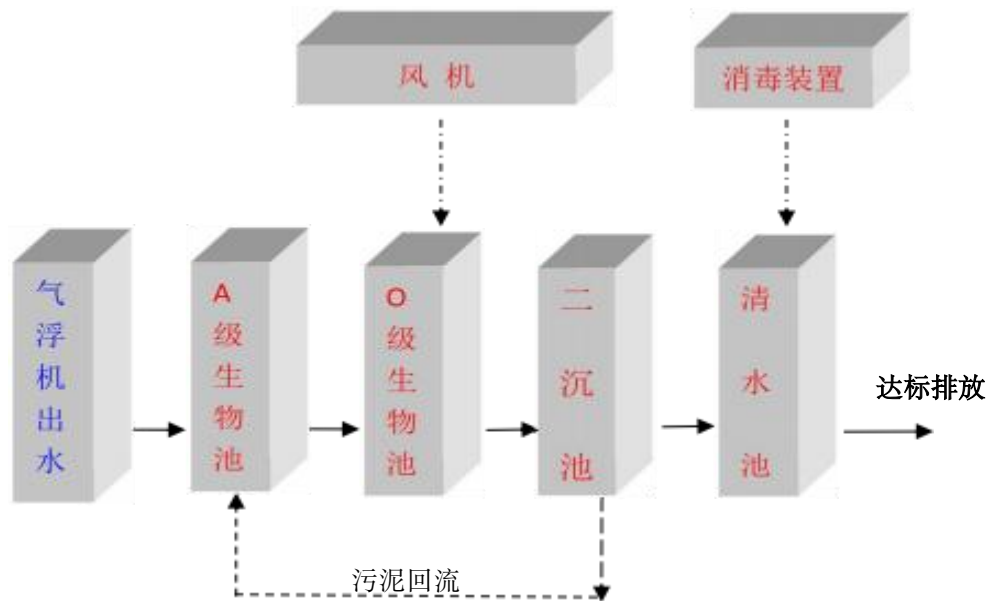 风机
消毒装置
气浮机出水
A级生物池
O级生物池
二沉池
清水池
达标排放
污泥回流